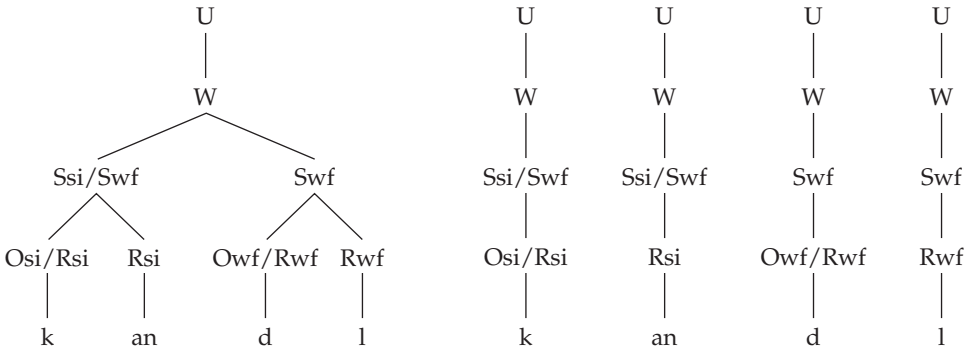 U U U U U
W W W W W
Ssi/Swf Swf Ssi/Swf Ssi/Swf Swf Swf
Osi/Rsi Rsi Owf/Rwf Rwf Osi/Rsi Rsi Owf/Rwf Rwf
k an d l k an d l